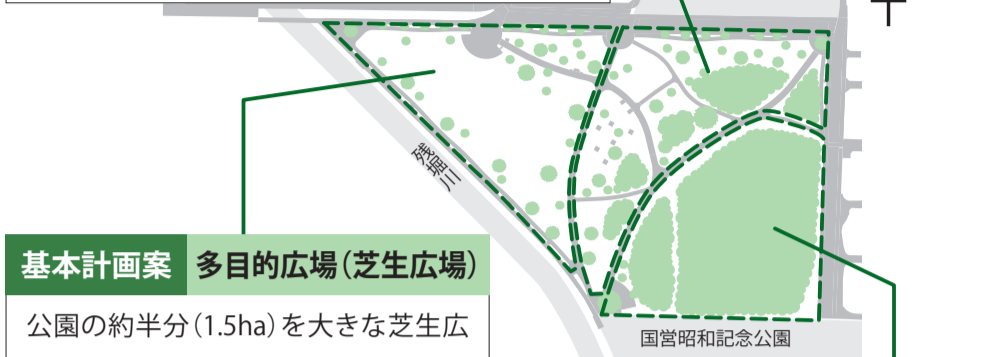 残堀川
基本計画案 多目的広場(芝生広場)
公園の約半分(1.5ha)を大きな芝生広
国営昭和記念公園